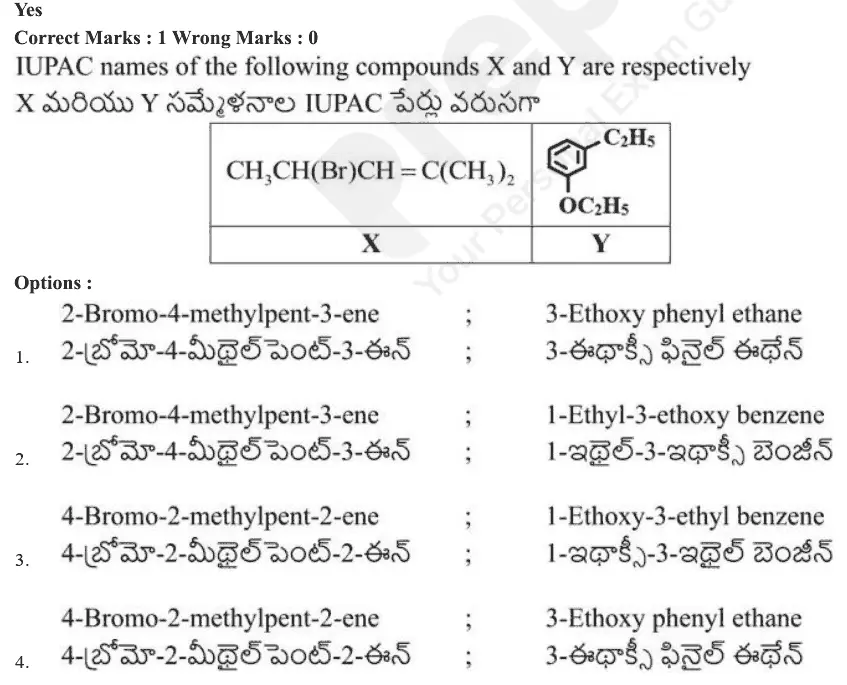 Yes
Correct Marks : 1 Wrong Marks : 0
IUPAC names of the following compounds X and Y are respectively
X మరియు Y సమ్మేళనాల IUPAC పేర్లు వరుసగా
CH₃CH(Br)CH = C(CH₃)₂
C₂H₅
OC₂H₅
X Y
Options :
2-Bromo-4-methylpent-3-ene ; 3-Ethoxy phenyl ethane
1. 2-బ్రోమో-4-మీథైల్‌పెంట్-3-ఈన్ ; 3-ఈథాక్సీ ఫినైల్ ఈథేన్
2-Bromo-4-methylpent-3-ene ; 1-Ethyl-3-ethoxy benzene
2. 2-బ్రోమో-4-మీథైల్‌పెంట్-3-ఈన్ ; 1-ఇథైల్-3-ఇథాక్సీ బెంజీన్
4-Bromo-2-methylpent-2-ene ; 1-Ethoxy-3-ethyl benzene
3. 4-బ్రోమో-2-మీథైల్‌పెంట్-2-ఈన్ ; 1-ఇథాక్సీ-3-ఇథైల్ బెంజీన్
4-Bromo-2-methylpent-2-ene ; 3-Ethoxy phenyl ethane
4. 4-బ్రోమో-2-మీథైల్‌పెంట్-2-ఈన్ ; 3-ఈథాక్సీ ఫినైల్ ఈథేన్